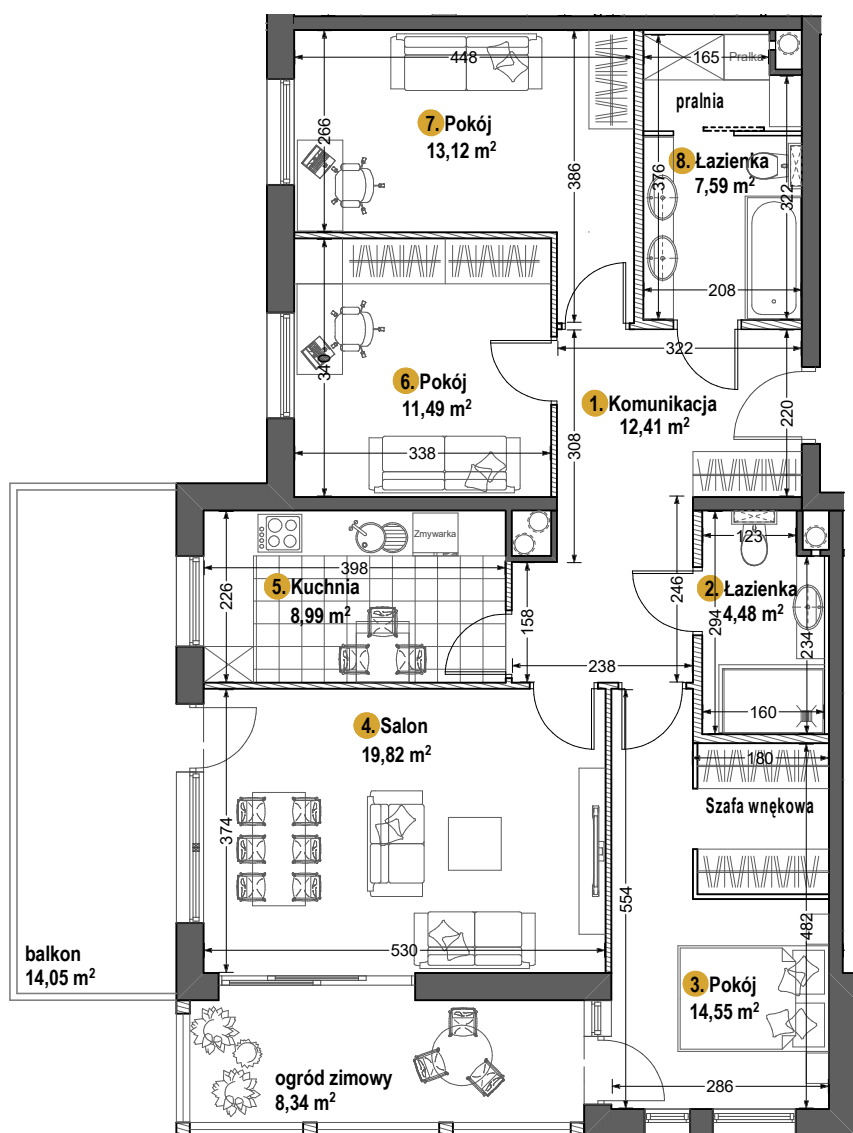 448
165
Pralka
pralnia
7. Pokój
13,12 m²
266
386
376
8. Łazienka
7,59 m²
322
208
322
340
6. Pokój
11,49 m²
1. Komunikacja
12,41 m²
220
338
308
Zmywarka
123
398
5. Kuchnia
8,99 m²
226
158
246
2. Łazienka
4,48 m²
294
234
238
160
4. Salon
19,82 m²
180
Szafa wnękowa
374
554
482
530
balkon
14,05 m²
3. Pokój
14,55 m²
ogród zimowy
8,34 m²
286